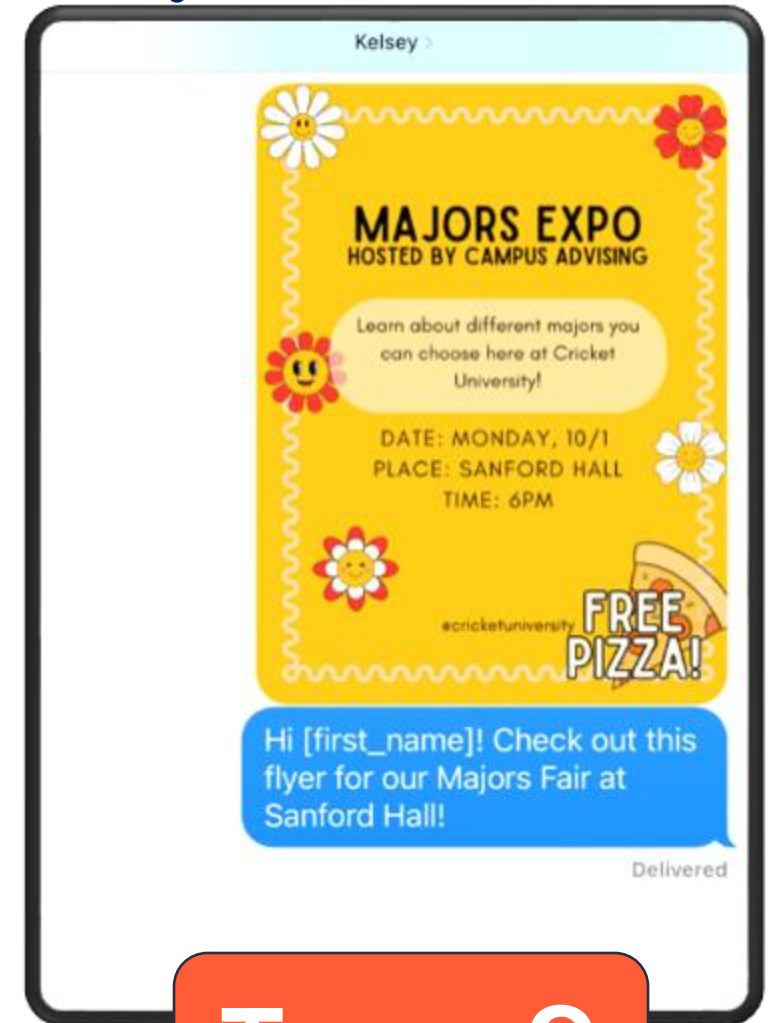 Kelsey
MAJORS EXPO
HOSTED BY CAMPUS ADVISING
Learn about different majors you
can choose here at Cricket
University!
DATE: MONDAY, 10/1
PLACE: SANFORD HALL
TIME: 6PM
@cricketuniversity
FREE
PIZZA!
Hi [first_name]! Check out this
flyer for our Majors Fair at
Sanford Hall!
Delivered